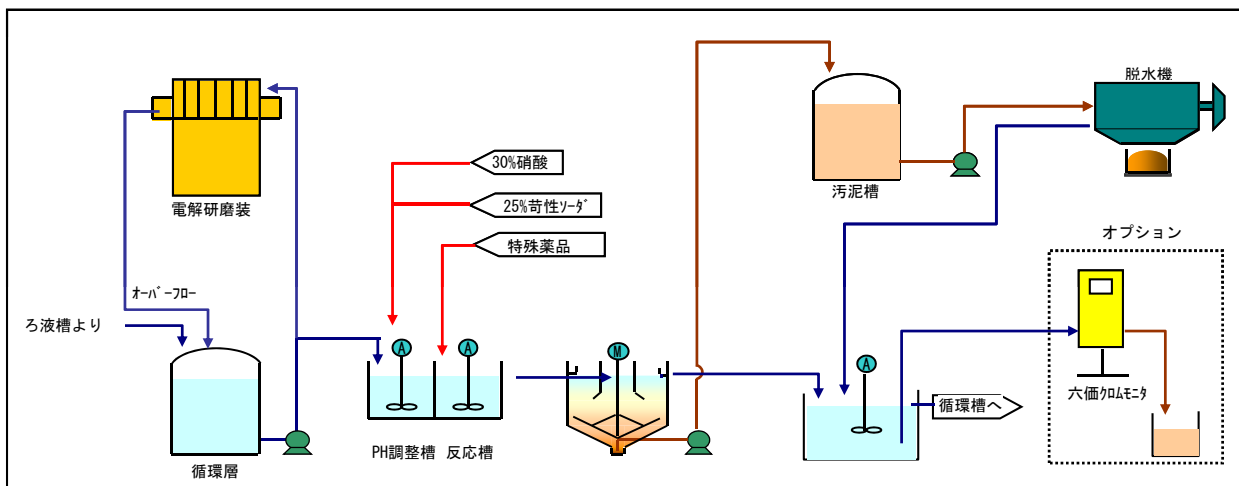 脱水機
30%硝酸
汚泥槽
25%苛性ソーダ
電解研磨装
特殊薬品
オプション
オーバーフロー
ろ液槽より
A
A
M
A
六価クロムモニタ
循環槽へ
PH調整槽 反応槽
循環層